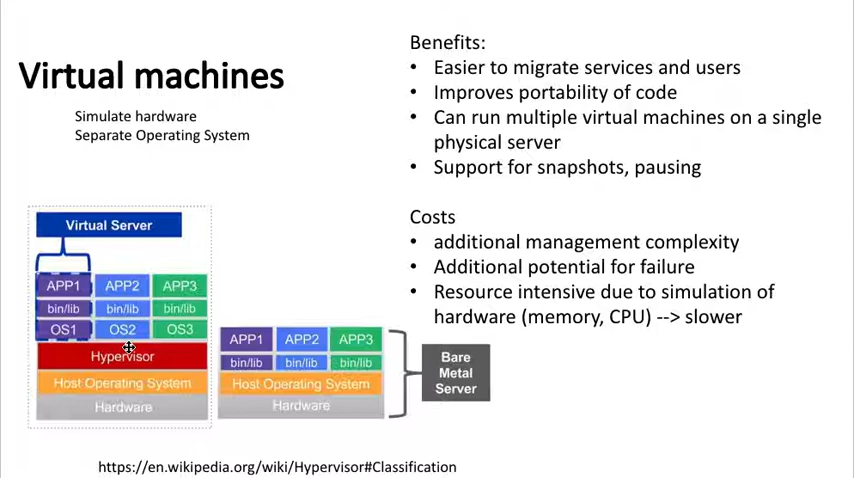 Virtual machines
Simulate hardware
Separate Operating System
Benefits:
• Easier to migrate services and users
• Improves portability of code
• Can run multiple virtual machines on a single
physical server
• Support for snapshots, pausing
Costs
• additional management complexity
• Additional potential for failure
• Resource intensive due to simulation of
hardware (memory, CPU) --> slower
Virtual Server
APP1 APP2 APP3
bin/lib bin/lib bin/lib
OS1 OS2 OS3
Hypervisor
Host Operating System
Hardware
APP1 APP2 APP3
bin/lib bin/lib bin/lib
Host Operating System
Hardware
Bare
Metal
Server
https://en.wikipedia.org/wiki/Hypervisor#Classification